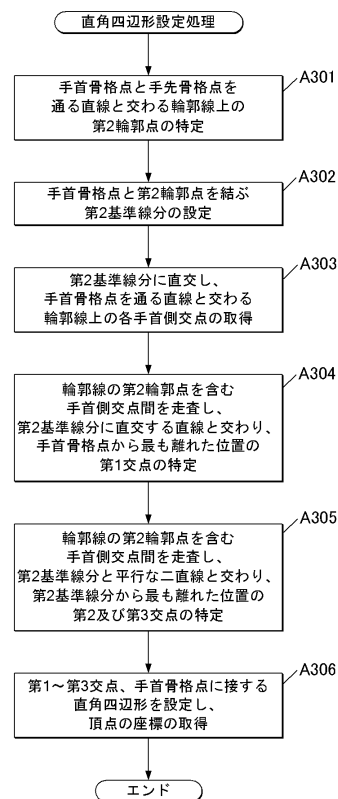 直角四辺形設定処理
A301
手首骨格点と手先骨格点を
通る直線と交わる輪郭線上の
第2輪郭点の特定
A302
手首骨格点と第2輪郭点を結ぶ
第2基準線分の設定
A303
第2基準線分に直交し、
手首骨格点を通る直線と交わる
輪郭線上の各手首側交点の取得
A304
輪郭線の第2輪郭点を含む
手首側交点間を走査し、
第2基準線分に直交する直線と交わり、
手首骨格点から最も離れた位置の
第1交点の特定
A305
輪郭線の第2輪郭点を含む
手首側交点間を走査し、
第2基準線分と平行な二直線と交わり、
第2基準線分から最も離れた位置の
第2及び第3交点の特定
A306
第1～第3交点、手首骨格点に接する
直角四辺形を設定し、
頂点の座標の取得
エンド